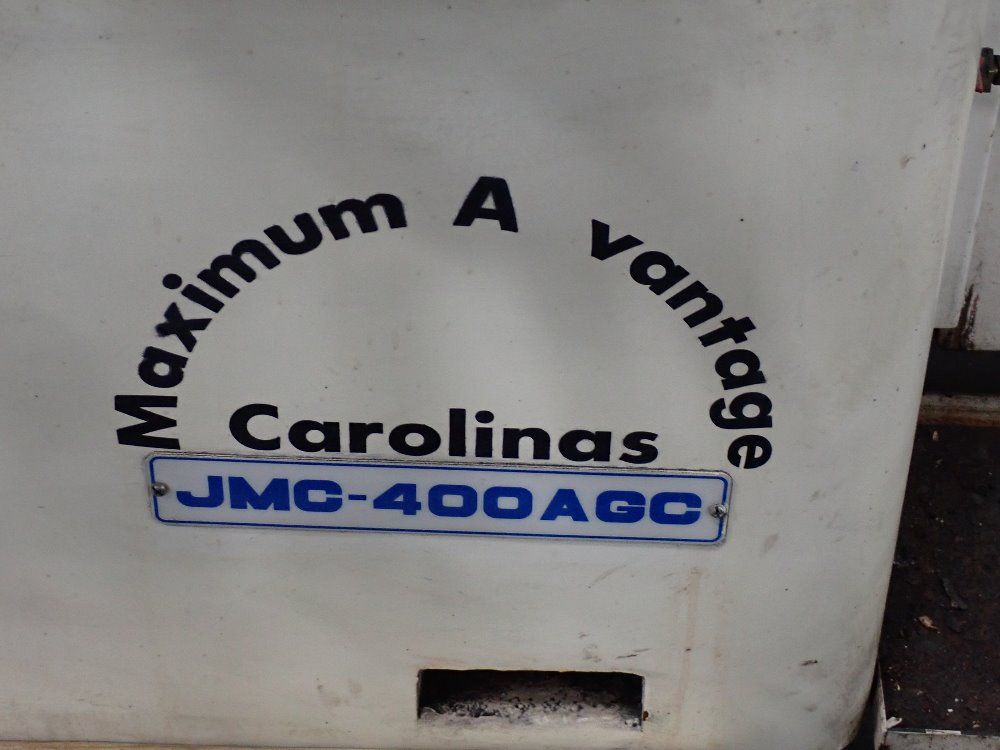 Maximum A vantage
Carolinas
JMC-400AGC